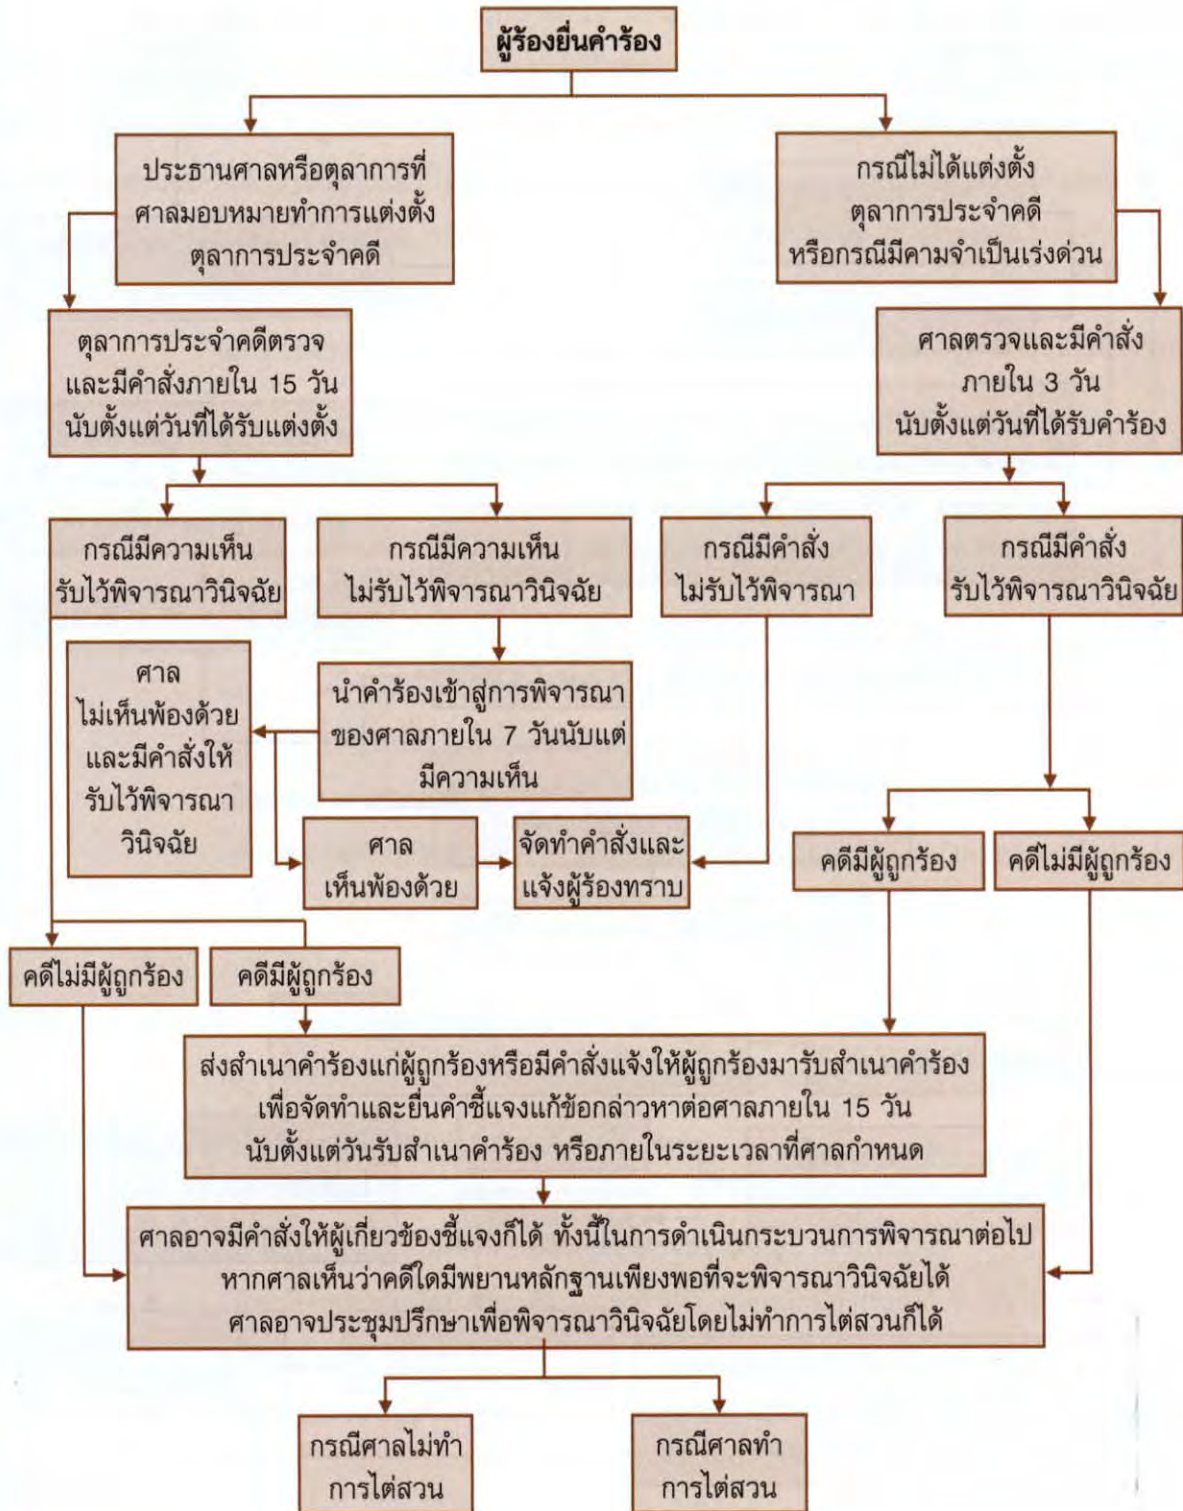 ผู้ร้องยื่นคำร้อง
ประธานศาลหรือตุลาการที่
ศาลมอบหมายทำการแต่งตั้ง
ตุลาการประจำคดี
กรณีไม่ได้แต่งตั้ง
ตุลาการประจำคดี
หรือกรณีมีคามจำเป็นเร่งด่วน
ตุลาการประจำคดีตรวจ
และมีคำสั่งภายใน 15 วัน
นับตั้งแต่วันที่ได้รับแต่งตั้ง
ศาลตรวจและมีคำสั่ง
ภายใน 3 วัน
นับตั้งแต่วันที่ได้รับคำร้อง
กรณีมีความเห็น
รับไว้พิจารณาวินิจฉัย
กรณีมีความเห็น
ไม่รับไว้พิจารณาวินิจฉัย
กรณีมีคำสั่ง
ไม่รับไว้พิจารณา
กรณีมีคำสั่ง
รับไว้พิจารณาวินิจฉัย
ศาล
ไม่เห็นพ้องด้วย
และมีคำสั่งให้
รับไว้พิจารณา
วินิจฉัย
นำคำร้องเข้าสู่การพิจารณา
ของศาลภายใน 7 วันนับแต่
มีความเห็น
ศาล
เห็นพ้องด้วย
จัดทำคำสั่งและ
แจ้งผู้ร้องทราบ
คดีมีผู้ถูกร้อง
คดีไม่มีผู้ถูกร้อง
คดีไม่มีผู้ถูกร้อง
คดีมีผู้ถูกร้อง
ส่งสำเนาคำร้องแก่ผู้ถูกร้องหรือมีคำสั่งแจ้งให้ผู้ถูกร้องมารับสำเนาคำร้อง
เพื่อจัดทำและยื่นคำชี้แจงแก้ข้อกล่าวหาต่อศาลภายใน 15 วัน
นับตั้งแต่วันรับสำเนาคำร้อง หรือภายในระยะเวลาที่ศาลกำหนด
ศาลอาจมีคำสั่งให้ผู้เกี่ยวข้องชี้แจงก็ได้ ทั้งนี้ในการดำเนินกระบวนการพิจารณาต่อไป
หากศาลเห็นว่าคดีใดมีพยานหลักฐานเพียงพอที่จะพิจารณาวินิจฉัยได้
ศาลอาจประชุมปรึกษาเพื่อพิจารณาวินิจฉัยโดยไม่ทำการไต่สวนก็ได้
กรณีศาลไม่ทำ
การไต่สวน
กรณีศาลทำ
การไต่สวน